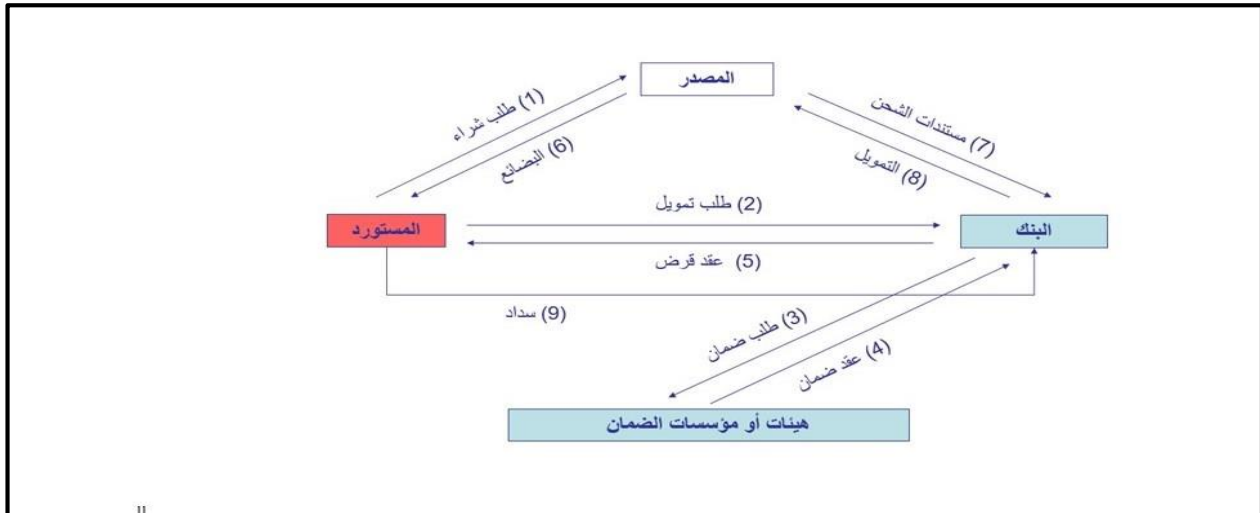 المصدر
(1) طلب شراء
(6) البضائع
(7) مستندات الشحن
(8) التمويل
(2) طلب تمويل
المستورد
البنك
(5) عقد قرض
(9) سداد
(3) طلب ضمان
(4) عقد ضمان
هيئات أو مؤسسات الضمان